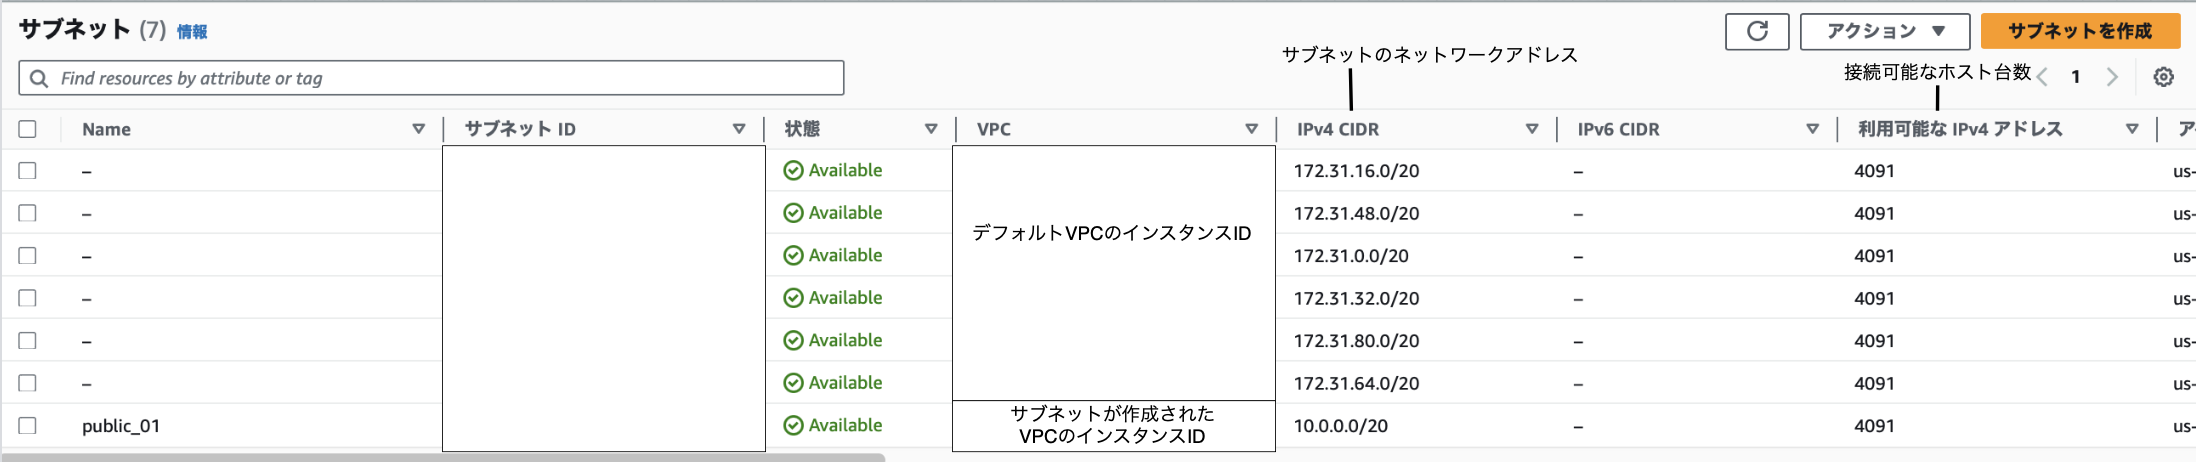 サブネット (7) 情報
アクション
サブネットを作成
サブネットのネットワークアドレス
Find resources by attribute or tag
接続可能なホスト台数
1
Name サブネット ID 状態 VPC IPv4 CIDR IPv6 CIDR 利用可能な IPv4 アドレス ア
– Available 172.31.16.0/20 – 4091 us-
– Available 172.31.48.0/20 – 4091 us-
デフォルトVPCのインスタンスID
– Available 172.31.0.0/20 – 4091 us-
– Available 172.31.32.0/20 – 4091 us-
– Available 172.31.80.0/20 – 4091 us-
– Available 172.31.64.0/20 – 4091 us-
サブネットが作成された
VPCのインスタンスID
public_01 Available 10.0.0.0/20 – 4091 us-